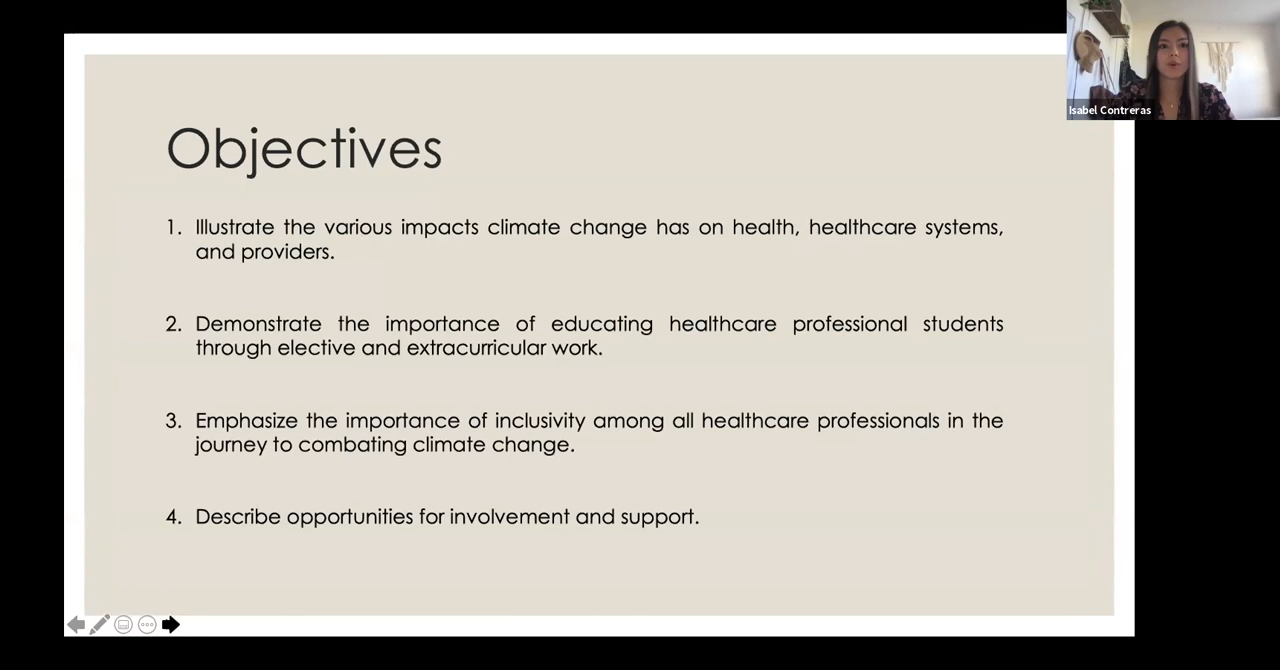 Objectives
1. Illustrate the various impacts climate change has on health, healthcare systems,
and providers.
2. Demonstrate the importance of educating healthcare professional students
through elective and extracurricular work.
3. Emphasize the importance of inclusivity among all healthcare professionals in the
journey to combating climate change.
4. Describe opportunities for involvement and support.
Isabel Contreras